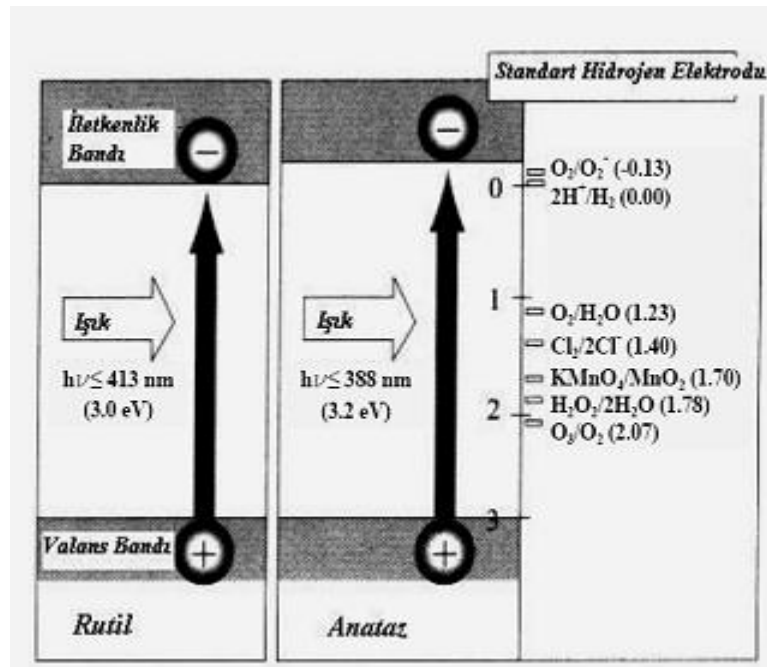 Standart Hidrojen Elektrodu
İletkenlik
Bandı
−
−
O₂/O₂⁻ (-0.13)
0
2H⁺/H₂ (0.00)
1
O₂/H₂O (1.23)
Işık
Işık
Cl₂/2Cl⁻ (1.40)
hν≤ 413 nm
(3.0 eV)
hν≤ 388 nm
(3.2 eV)
KMnO₄/MnO₂ (1.70)
H₂O₂/2H₂O (1.78)
2
O₃/O₂ (2.07)
3
Valans Bandı
+
+
Rutil
Anataz